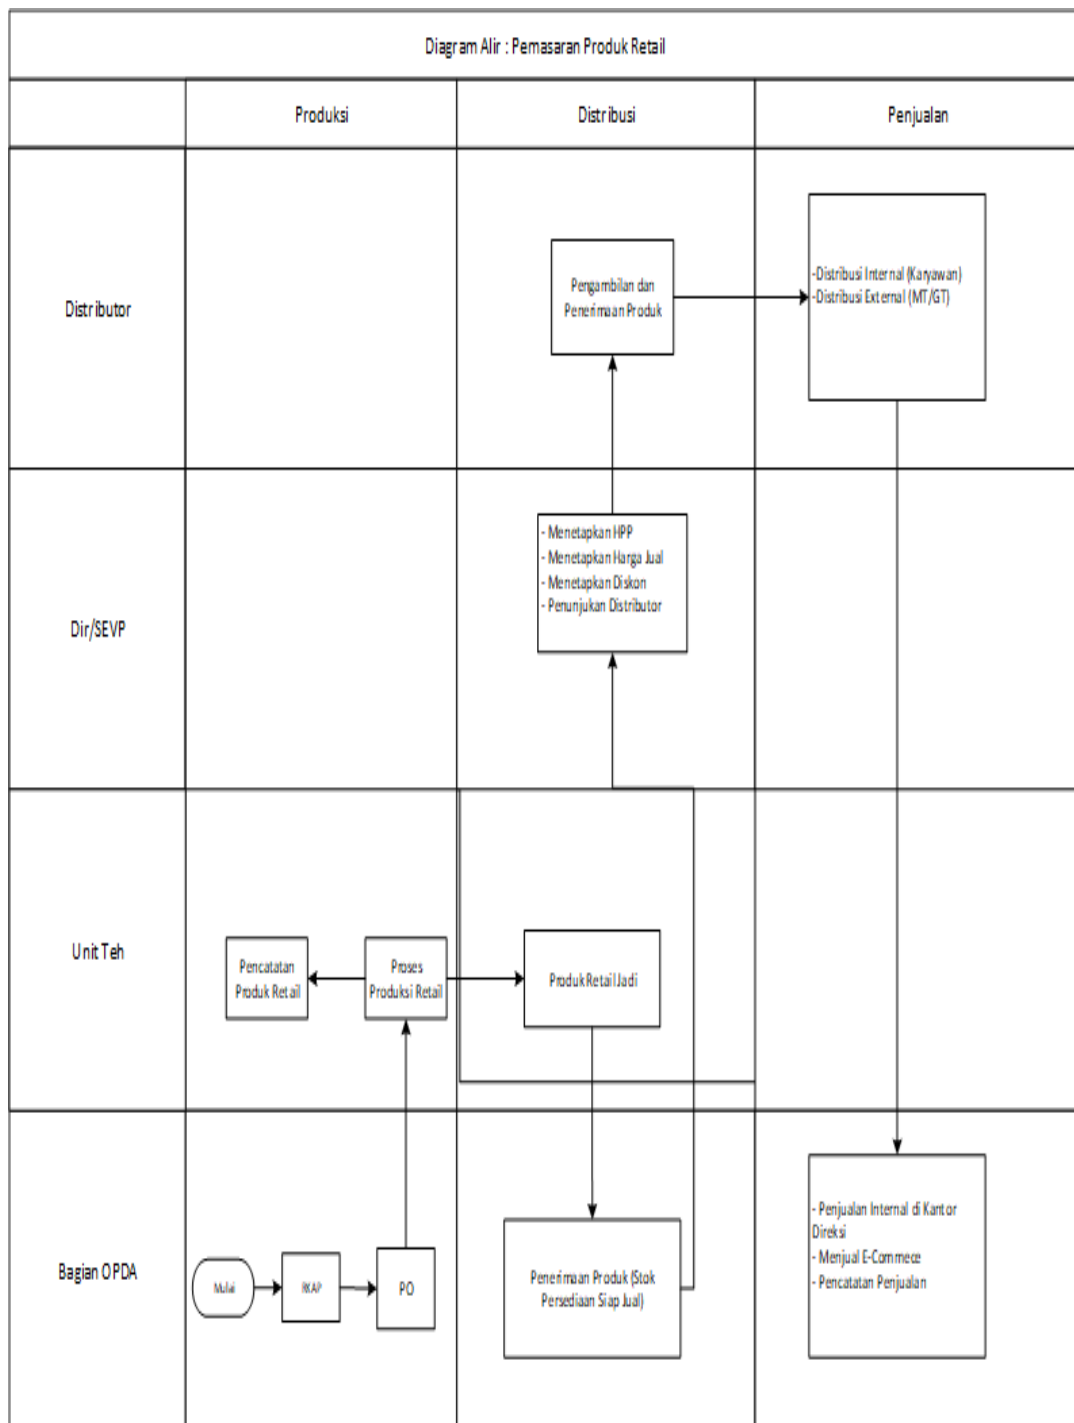 Diagram Alir : Pemasaran Produk Retail
Produksi
Distribusi
Penjualan
Distributor
Pengambilan dan
Penerimaan Produk
-Distribusi Internal (Karyawan)
-Distribusi External (MT/GT)
Dir/SEVP
- Menetapkan HPP
- Menetapkan Harga Jual
- Menetapkan Diskon
- Penunjukan Distributor
Unit Teh
Pencatatan
Produk Retail
Proses
Produksi Retail
Produk Retail Jadi
Bagian OPDA
Mulai
RKAP
PO
Penerimaan Produk (Stok
Persediaan Siap Jual)
- Penjualan Internal di Kantor
Direksi
- Menjual E-Commece
- Pencatatan Penjualan